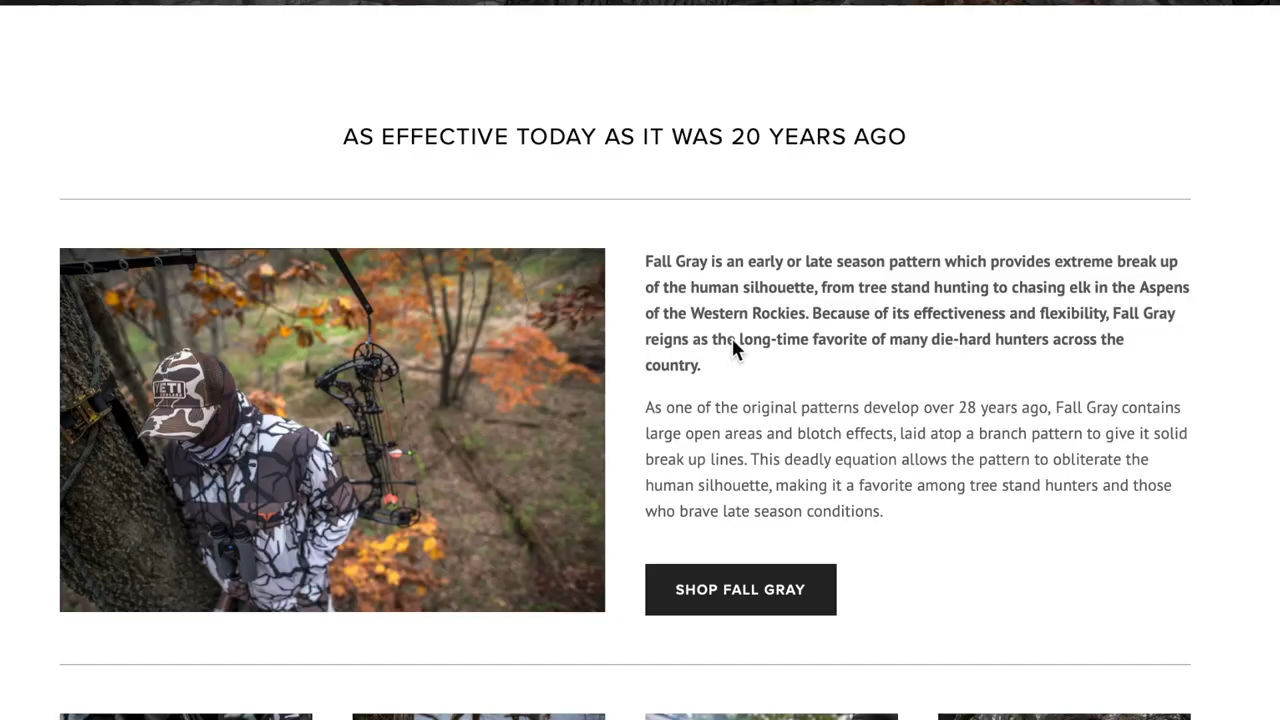 AS EFFECTIVE TODAY AS IT WAS 20 YEARS AGO
YETI
Fall Gray is an early or late season pattern which provides extreme break up
of the human silhouette, from tree stand hunting to chasing elk in the Aspens
of the Western Rockies. Because of its effectiveness and flexibility, Fall Gray
reigns as the long-time favorite of many die-hard hunters across the
country.
As one of the original patterns develop over 28 years ago, Fall Gray contains
large open areas and blotch effects, laid atop a branch pattern to give it solid
break up lines. This deadly equation allows the pattern to obliterate the
human silhouette, making it a favorite among tree stand hunters and those
who brave late season conditions.
SHOP FALL GRAY